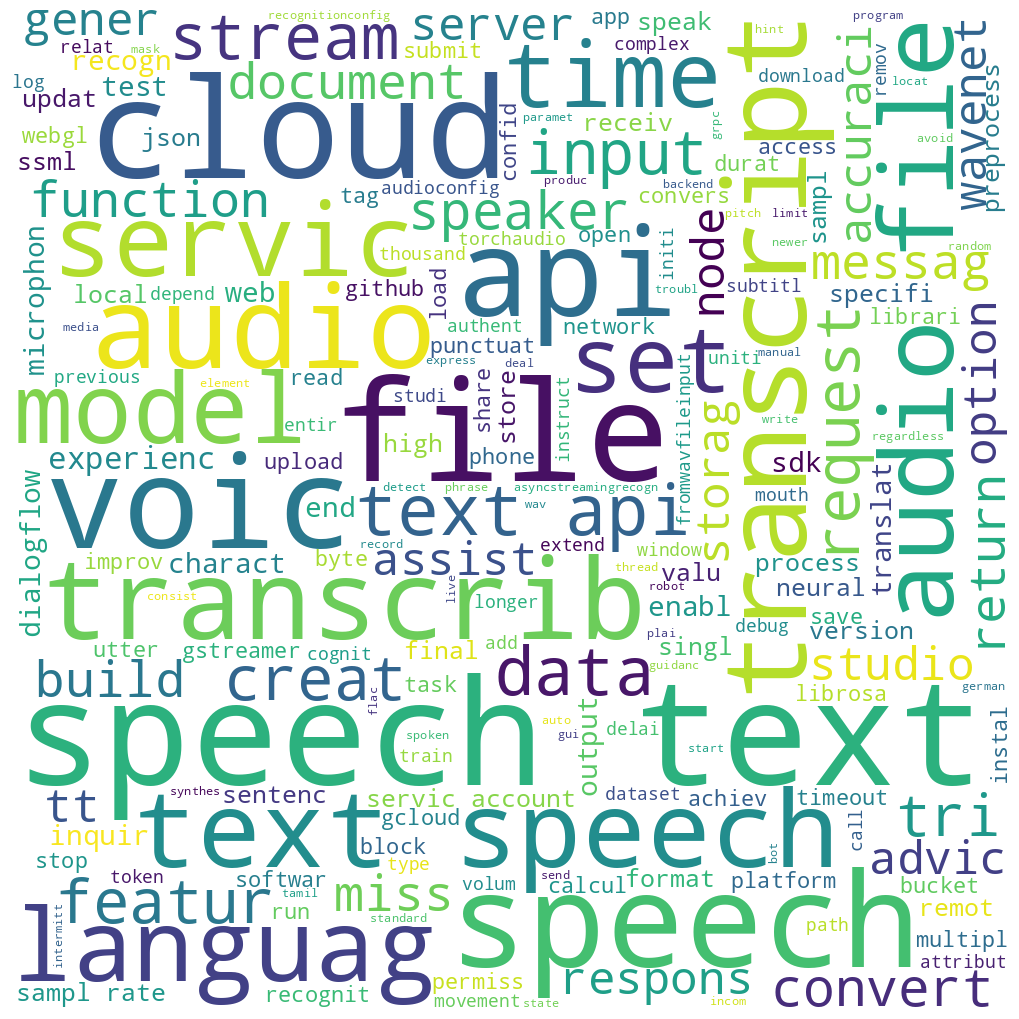 recognitionconfig
program
gener
stream
server
app
speak
hint
relat
mask
recogn
submit
complex
time
script
accuraci
remov
file
wavenet
log
test
document
download
locat
updat
cloud
paramet
receiv
grpc
preprocess
webgl
json
confid
input
access
avoid
ssml
durat
function
tag
audioconfig
produc
backend
convers
sampl
speaker
pitch
limit
servic
torchaudio
open
initi
node
transcript
newer
messag
random
microphon
thousand
api
troubl
subtitl
specifi
local
depend
web
github
load
librari
media
audio
authent
network
punctuat
express
deal
set
uniti
manual
request
audio
option
previous
read
model
element
studi
share
store
file
instruct
fromwavfileinput
storag
write
regardless
entir
high
experienc
upload
phone
sdk
translat
return
dialogflow
voic
end
detect
phrase
asyncstreamingrecogn
wav
text api
mouth
record
improv
charact
byte
assist
extend
window
process
consist
live
thread
valu
neural
transcrib
longer
robot
enabl
save
utter
gstreamer
cognit
final
add
plai
singl
debug
version
build
creat
task
data
guidanc
studio
flac
librosa
german
speech text
auto
gui
output
delai
spoken
train
start
instal
tt
synthes
sentenc
servic account
dataset
achiev
timeout
tri
inquir
text speech
gcloud
block
call
stop
type
bot
advic
token
softwar
send
featur
tamil
miss
volum
calcul
format
platform
bucket
run
standard
path
remot
intermitt
languag
speech
multipl
permiss
respons
attribut
sampl rate
recognit
movement
state
incom
convert